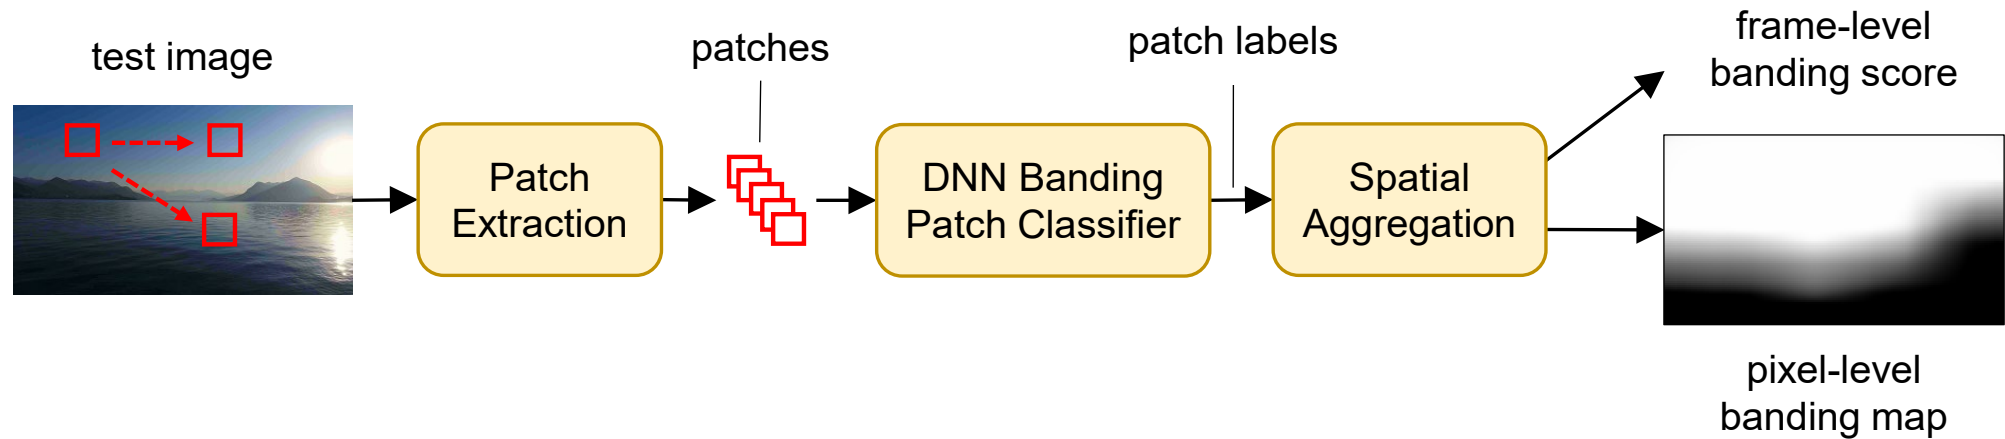 test image
patches
patch labels
frame-level
banding score
Patch
Extraction
DNN Banding
Patch Classifier
Spatial
Aggregation
pixel-level
banding map